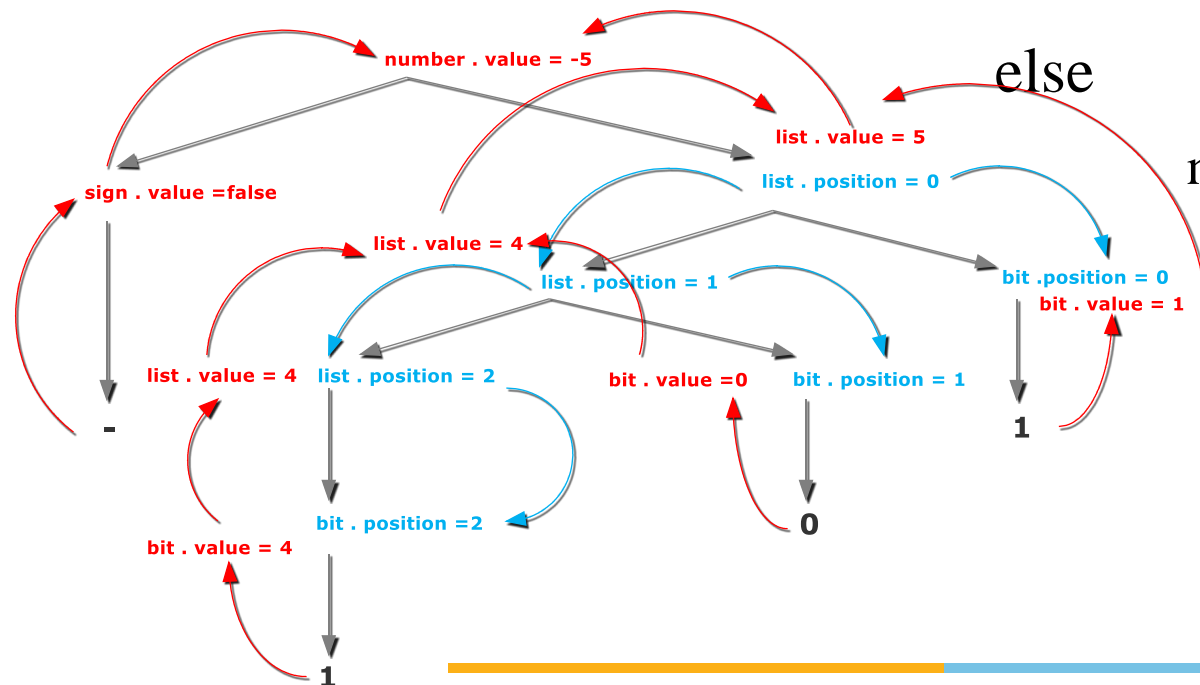 number . value = -5
else
list . value = 5
list . position = 0
sign . value =false
list . value = 4
list . position = 1
bit .position = 0
bit . value = 1
list . value = 4
list . position = 2
bit . value =0
bit . position = 1
-
1
bit . position =2
0
bit . value = 4
1